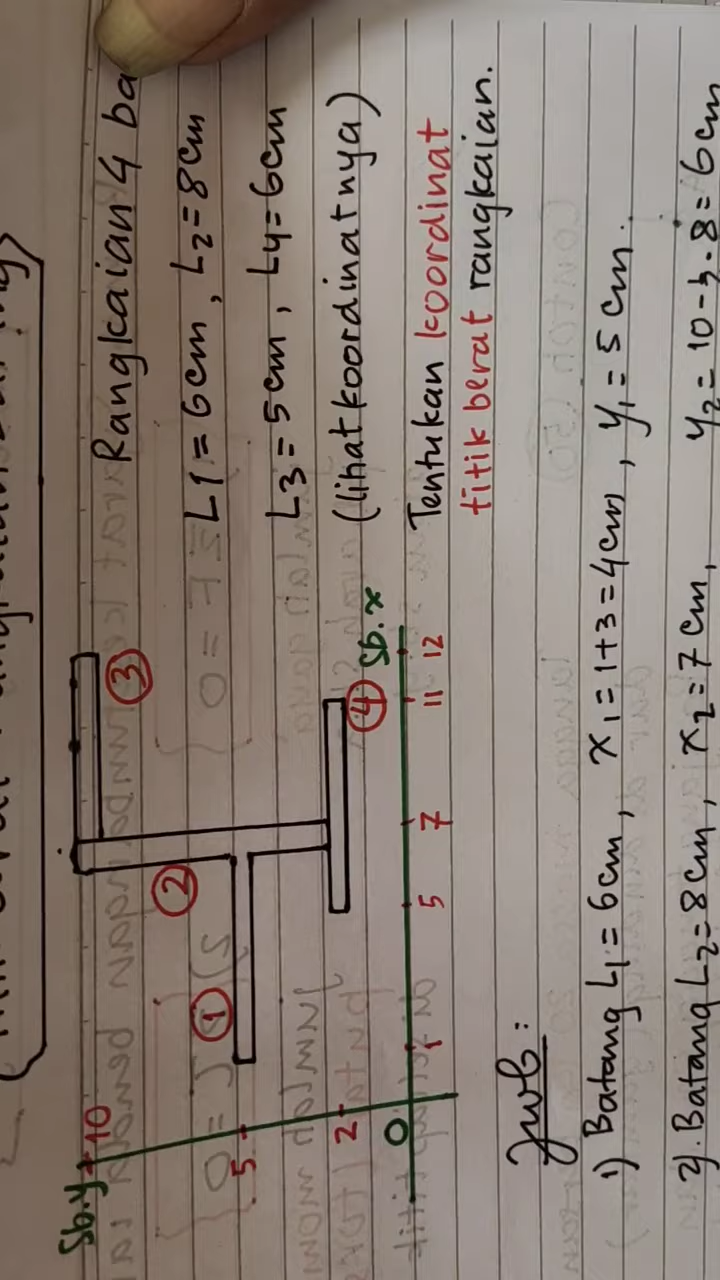 Rangkaian 4 ba
L1 = 6cm, L2 = 8cm
L3 = 5cm, L4 = 6cm
(lihat koordinatnya)
Tentukan koordinat
titik berat rangkaian.
Sb.y
10
5
2
0
1
5
7
11
12
Sb.x
1
2
3
4
Jwb:
1) Batang L1 = 6cm, x1 = 1+3 = 4cm, y1 = 5 cm.
2). Batang L2 = 8cm, x2 = 7cm, y2 = 10 - ½.8 = 6cm